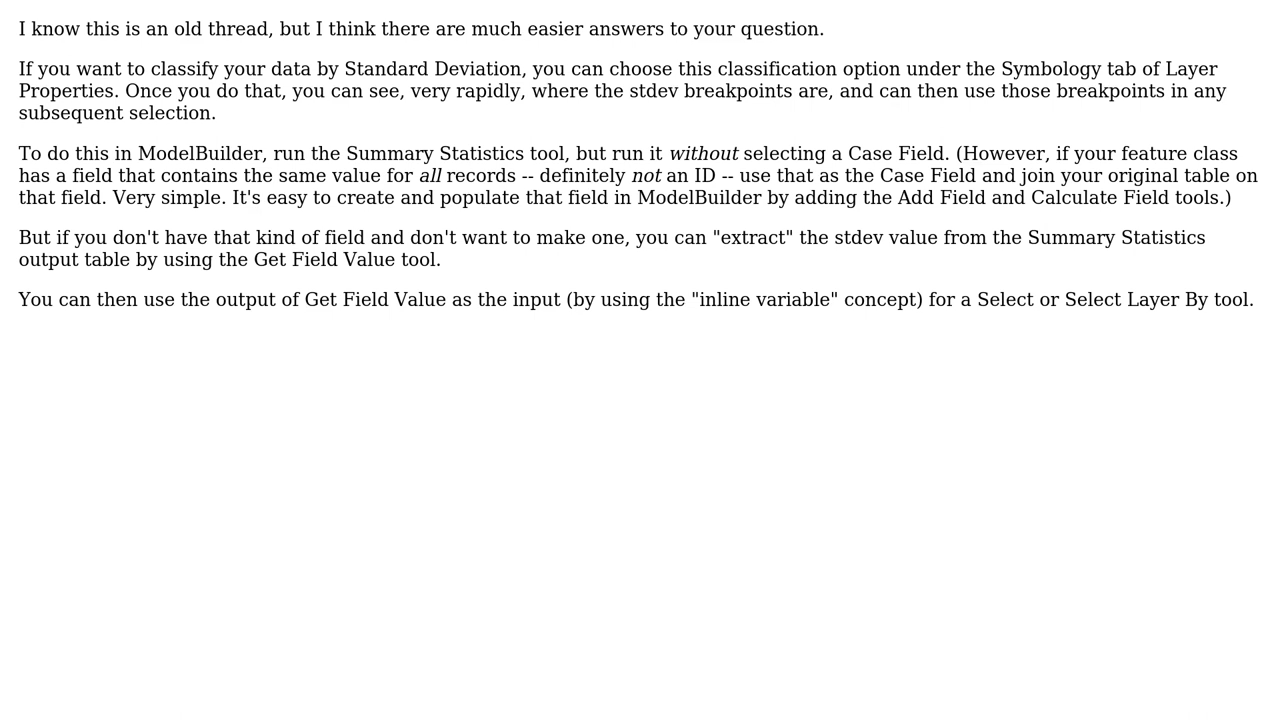 I know this is an old thread, but I think there are much easier answers to your question.
If you want to classify your data by Standard Deviation, you can choose this classification option under the Symbology tab of Layer
Properties. Once you do that, you can see, very rapidly, where the stdev breakpoints are, and can then use those breakpoints in any
subsequent selection.
To do this in ModelBuilder, run the Summary Statistics tool, but run it without selecting a Case Field. (However, if your feature class
has a field that contains the same value for all records -- definitely not an ID -- use that as the Case Field and join your original table on
that field. Very simple. It's easy to create and populate that field in ModelBuilder by adding the Add Field and Calculate Field tools.)
But if you don't have that kind of field and don't want to make one, you can "extract" the stdev value from the Summary Statistics
output table by using the Get Field Value tool.
You can then use the output of Get Field Value as the input (by using the "inline variable" concept) for a Select or Select Layer By tool.